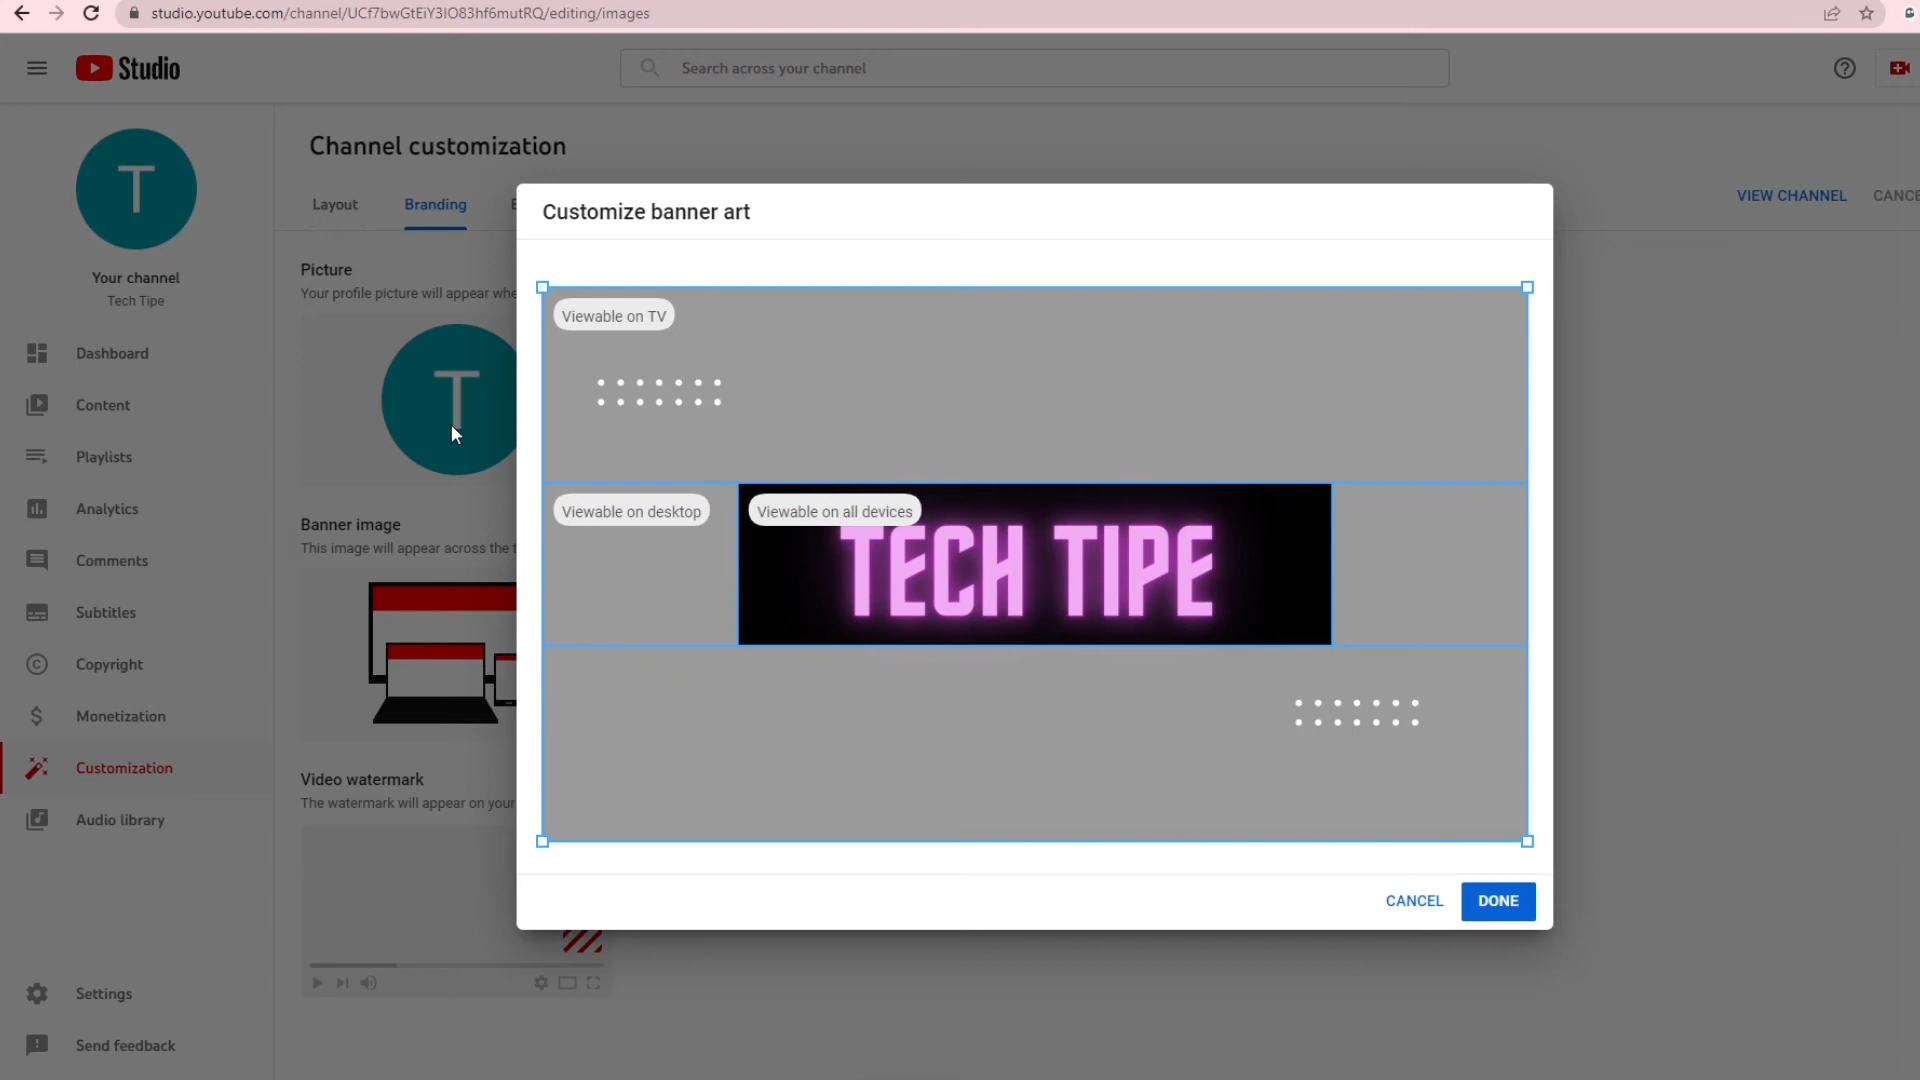 studio.youtube.com/channel/UCf7bwGtEiY3IO83hf6mutRQ/editing/images
Studio
Search across your channel
T
Your channel
Tech Tipe
Dashboard
Content
Playlists
Analytics
Comments
Subtitles
Copyright
Monetization
Customization
Audio library
Settings
Send feedback
Channel customization
Layout
Branding
VIEW CHANNEL
CANCE
Picture
Your profile picture will appear whe
T
Banner image
This image will appear across the t
Video watermark
The watermark will appear on your
Customize banner art
Viewable on TV
Viewable on desktop
Viewable on all devices
TECH TIPE
CANCEL
DONE